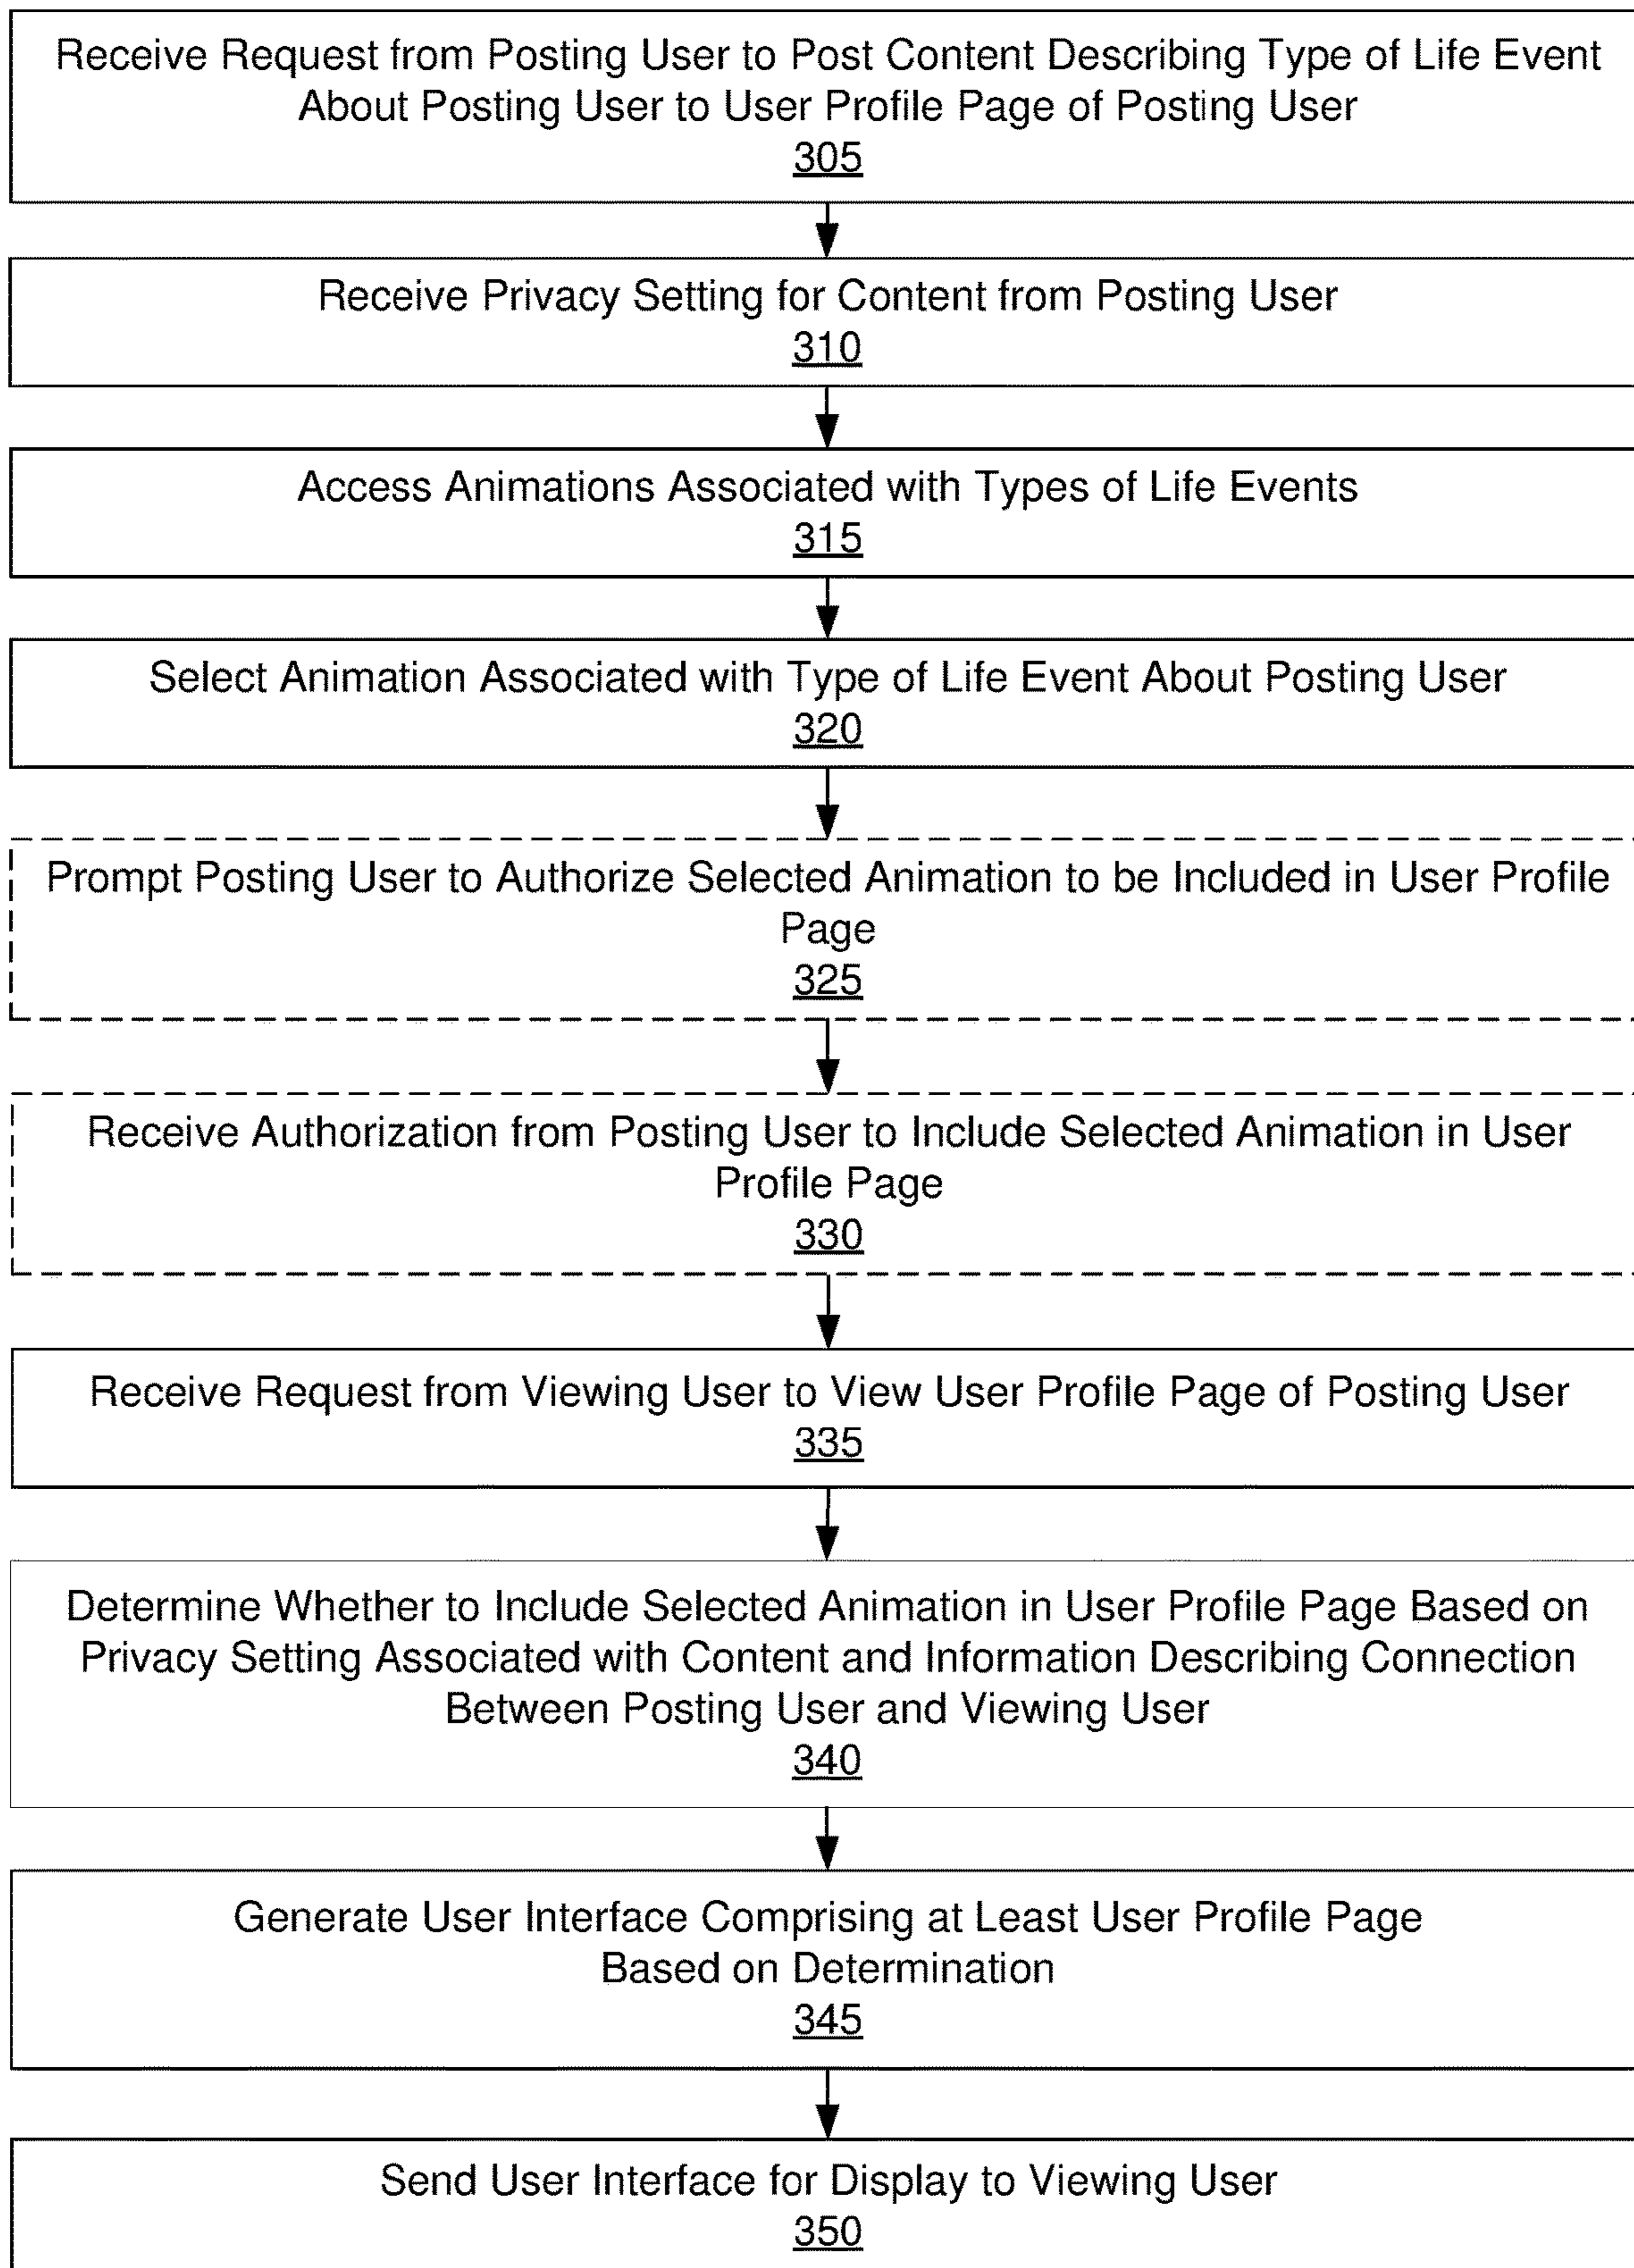 Receive Request from Posting User to Post Content Describing Type of Life Event
About Posting User to User Profile Page of Posting User
305
Receive Privacy Setting for Content from Posting User
310
Access Animations Associated with Types of Life Events
315
Select Animation Associated with Type of Life Event About Posting User
320
Prompt Posting User to Authorize Selected Animation to be Included in User Profile
Page
325
Receive Authorization from Posting User to Include Selected Animation in User
Profile Page
330
Receive Request from Viewing User to View User Profile Page of Posting User
335
Determine Whether to Include Selected Animation in User Profile Page Based on
Privacy Setting Associated with Content and Information Describing Connection
Between Posting User and Viewing User
340
Generate User Interface Comprising at Least User Profile Page
Based on Determination
345
Send User Interface for Display to Viewing User
350